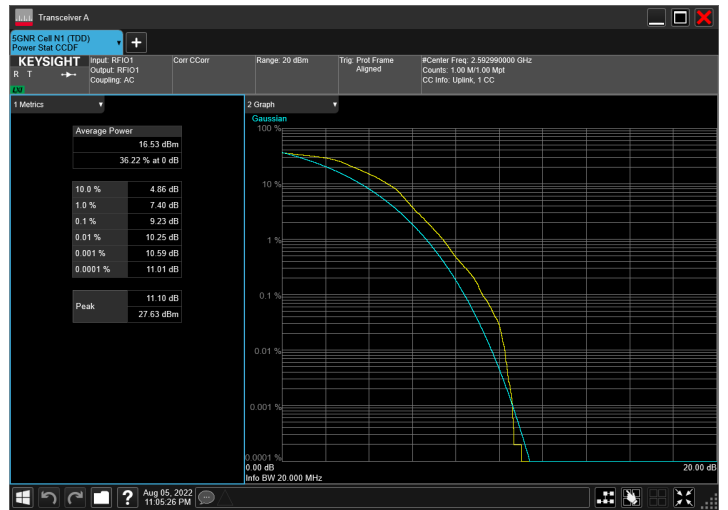 Transceiver A
5GNR Cell N1 (TDD)
Power Stat CCDF
KEYSIGHT
R T
LXI
Input: RFIO1
Output: RFIO1
Coupling: AC
Corr CCorr
Range: 20 dBm
Trig: Prot Frame
Aligned
#Center Freq: 2.592990000 GHz
Counts: 1.00 M/1.00 Mpt
CC Info: Uplink, 1 CC
1 Metrics
Average Power
16.53 dBm
36.22 % at 0 dB
10.0 % 4.86 dB
1.0 % 7.40 dB
0.1 % 9.23 dB
0.01 % 10.25 dB
0.001 % 10.59 dB
0.0001 % 11.01 dB
Peak
11.10 dB
27.63 dBm
2 Graph
Gaussian
100 %
10 %
1 %
0.1 %
0.01 %
0.001 %
0.0001 %
0.00 dB 20.00 dB
Info BW 20.000 MHz
? Aug 05, 2022
11:05:26 PM